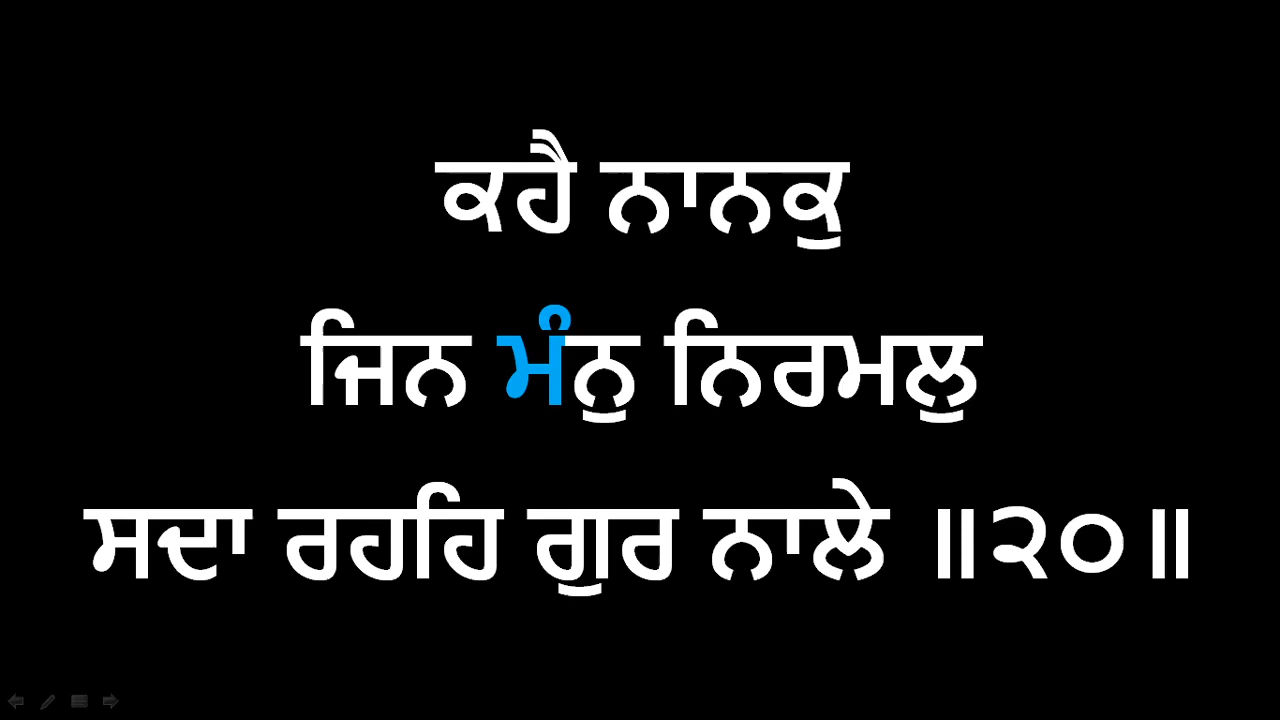 ਕਹੈ ਨਾਨਕੁ
ਜਿਨ ਮੰਨੁ ਨਿਰਮਲੁ
ਸਦਾ ਰਹਹਿ ਗੁਰ ਨਾਲੇ ॥੨੦॥